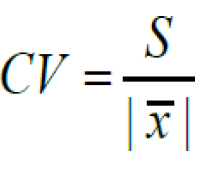 CV = S / | x̅ |